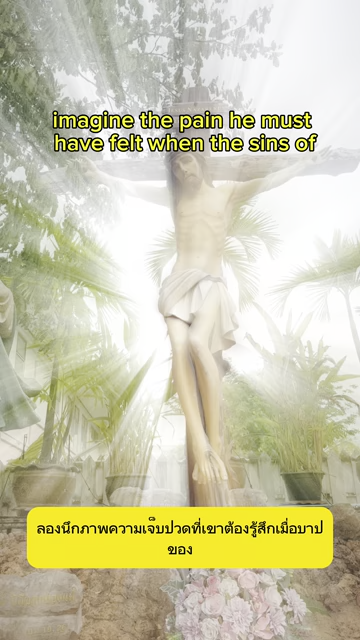 imagine the pain he must
have felt when the sins of
ลองนึกภาพความเจ็บปวดที่เขาต้องรู้สึกเมื่อบาป
ของ